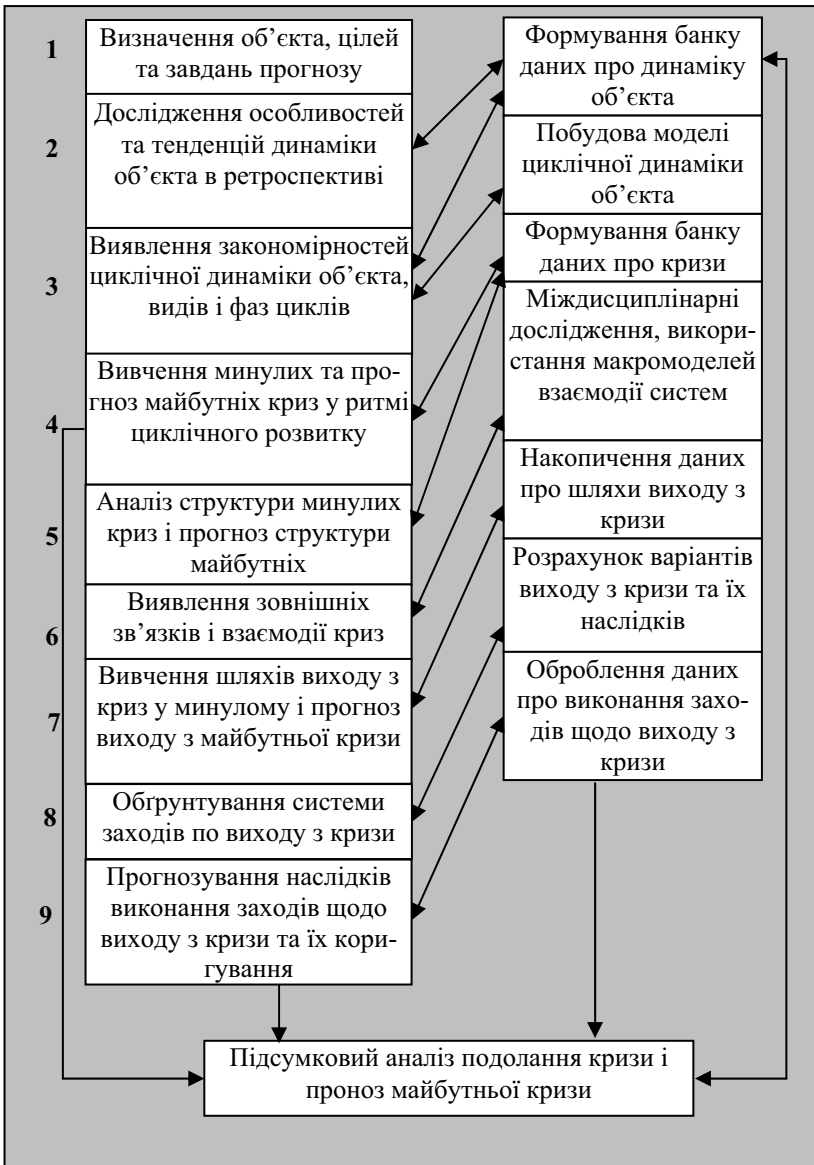 1
Визначення об’єкта, цілей
та завдань прогнозу
2
Дослідження особливостей
та тенденцій динаміки
об’єкта в ретроспективі
3
Виявлення закономірностей
циклічної динаміки об’єкта,
видів і фаз циклів
4
Вивчення минулих та про-
гноз майбутніх криз у ритмі
циклічного розвитку
5
Аналіз структури минулих
криз і прогноз структури
майбутніх
6
Виявлення зовнішніх
зв’язків і взаємодії криз
7
Вивчення шляхів виходу з
криз у минулому і прогноз
виходу з майбутньої кризи
8
Обґрунтування системи
заходів по виходу з кризи
9
Прогнозування наслідків
виконання заходів щодо
виходу з кризи та їх кори-
гування
Формування банку
даних про динаміку
об’єкта
Побудова моделі
циклічної динаміки
об’єкта
Формування банку
даних про кризи
Міждисциплінарні
дослідження, викори-
стання макромоделей
взаємодії систем
Накопичення даних
про шляхи виходу з
кризи
Розрахунок варіантів
виходу з кризи та їх
наслідків
Оброблення даних
про виконання захо-
дів щодо виходу з
кризи
Підсумковий аналіз подолання кризи і
проноз майбутньої кризи